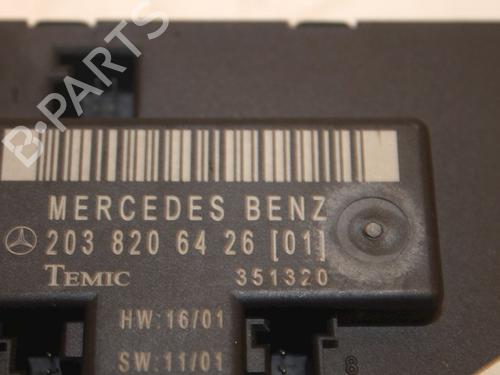 B-PARTS
MERCEDES BENZ
203 820 64 26 [01]
TEMIC 351320
HW:16/01
SW:11/01